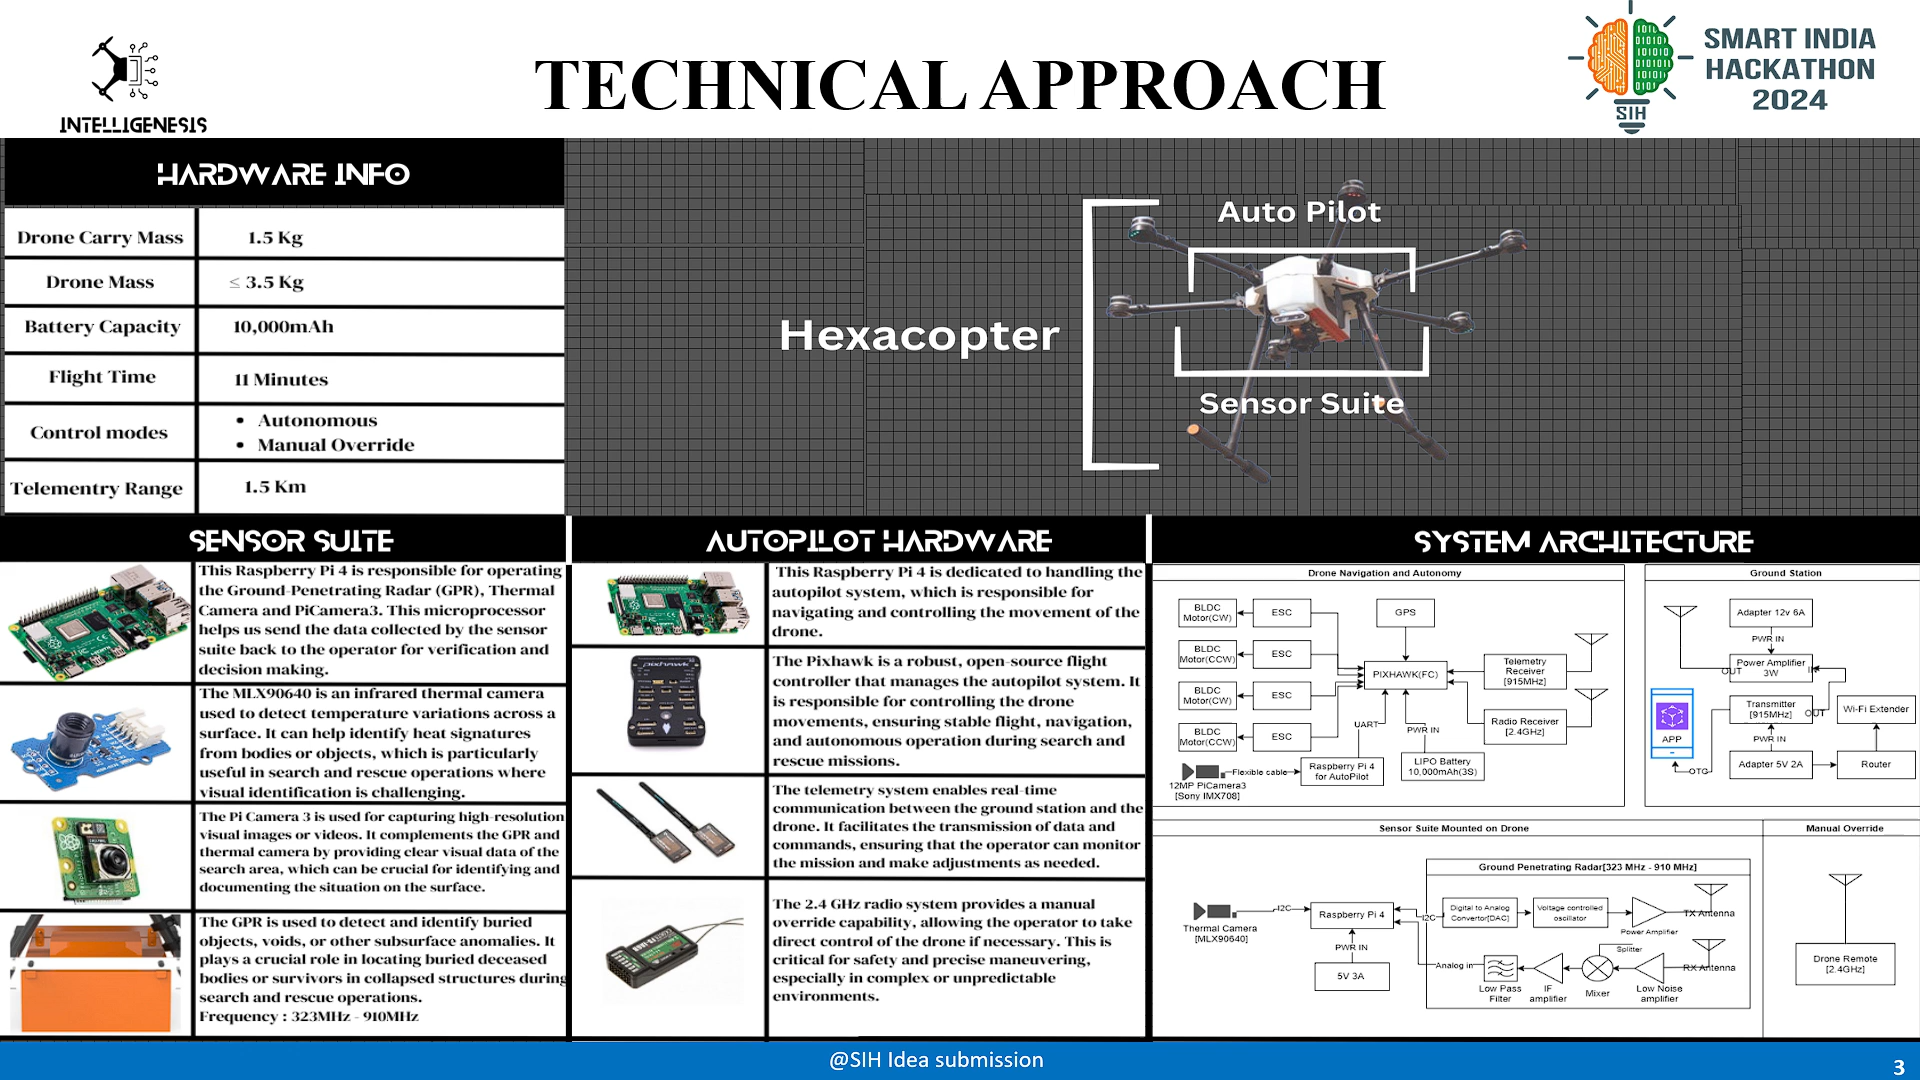 INTELLIGENESIS
TECHNICAL APPROACH
SIH
SMART INDIA
HACKATHON
2024
HARDWARE INFO
Drone Carry Mass 1.5 Kg
Drone Mass ≤ 3.5 Kg
Battery Capacity 10,000mAh
Flight Time 11 Minutes
Control modes
• Autonomous
• Manual Override
Telementry Range 1.5 Km
Auto Pilot
Hexacopter
Sensor Suite
SENSOR SUITE
This Raspberry Pi 4 is responsible for operating
the Ground-Penetrating Radar (GPR), Thermal
Camera and PiCamera3. This microprocessor
helps us send the data collected by the sensor
suite back to the operator for verification and
decision making.
The MLX90640 is an infrared thermal camera
used to detect temperature variations across a
surface. It can help identify heat signatures
from bodies or objects, which is particularly
useful in search and rescue operations where
visual identification is challenging.
The Pi Camera 3 is used for capturing high-resolution
visual images or videos. It complements the GPR and
thermal camera by providing clear visual data of the
search area, which can be crucial for identifying and
documenting the situation on the surface.
The GPR is used to detect and identify buried
objects, voids, or other subsurface anomalies. It
plays a crucial role in locating buried deceased
bodies or survivors in collapsed structures during
search and rescue operations.
Frequency : 323MHz - 910MHz
AUTOPILOT HARDWARE
This Raspberry Pi 4 is dedicated to handling the
autopilot system, which is responsible for
navigating and controlling the movement of the
drone.
pixhawk
The Pixhawk is a robust, open-source flight
controller that manages the autopilot system. It
is responsible for controlling the drone
movements, ensuring stable flight, navigation,
and autonomous operation during search and
rescue missions.
The telemetry system enables real-time
communication between the ground station and the
drone. It facilitates the transmission of data and
commands, ensuring that the operator can monitor
the mission and make adjustments as needed.
The 2.4 GHz radio system provides a manual
override capability, allowing the operator to take
direct control of the drone if necessary. This is
critical for safety and precise maneuvering,
especially in complex or unpredictable
environments.
SYSTEM ARCHITECTURE
Drone Navigation and Autonomy
BLDC
Motor(CW)
ESC
BLDC
Motor(CCW)
ESC
BLDC
Motor(CW)
ESC
BLDC
Motor(CCW)
ESC
GPS
PIXHAWK(FC)
Telemetry
Receiver
[915MHz]
Radio Receiver
[2.4GHz]
UART
PWR IN
Flexible cable
Raspberry Pi 4
for AutoPilot
LIPO Battery
10,000mAh(3S)
12MP PiCamera3
[Sony IMX708]
Ground Station
Adapter 12v 6A
PWR IN
Power Amplifier
3W
OUT
IN
Transmitter
[915MHz]
OUT
Wi-Fi Extender
APP
PWR IN
OTG
Adapter 5V 2A
Router
Sensor Suite Mounted on Drone
Ground Penetrating Radar[323 MHz - 910 MHz]
Thermal Camera
[MLX90640]
I2C
Raspberry Pi 4
PWR IN
5V 3A
I2C
Digital to Analog
Convertor[DAC]
Voltage controlled
oscillator
Power Amplifier
TX Antenna
Splitter
Analog in
Low Pass
Filter
IF
amplifier
Mixer
Low Noise
amplifier
RX Antenna
Manual Override
Drone Remote
[2.4GHz]
@SIH Idea submission
3